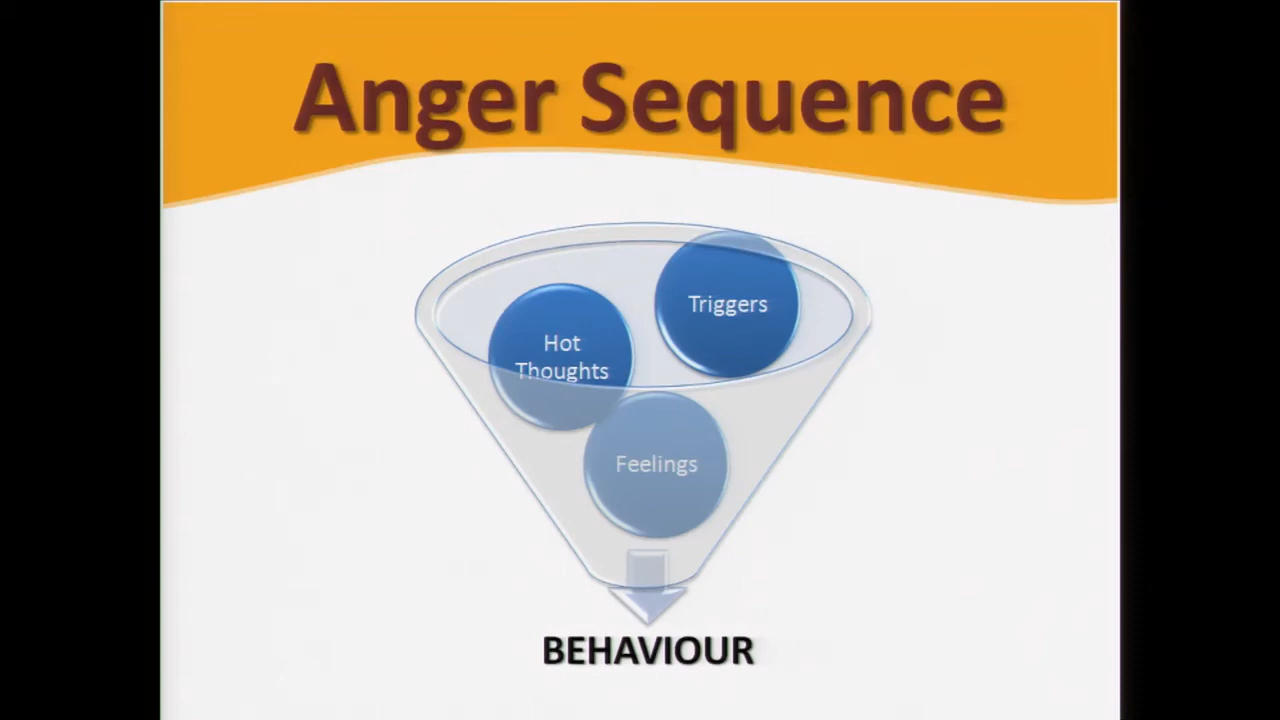 Anger Sequence
Triggers
Hot
Thoughts
Feelings
BEHAVIOUR